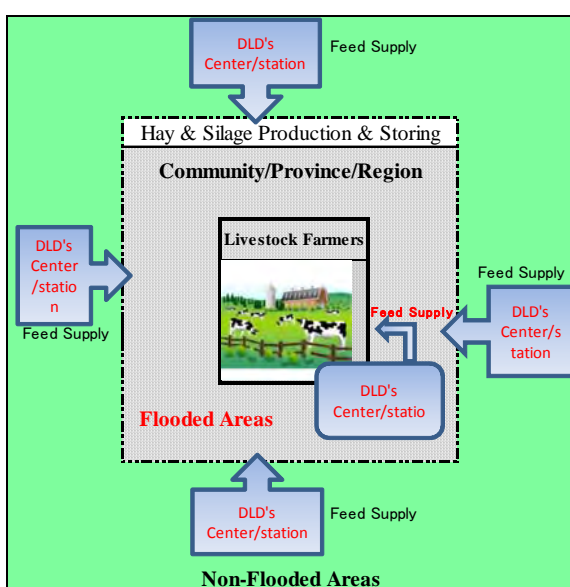 DLD's
Center/station
Feed Supply
Hay & Silage Production & Storing
Community/Province/Region
Livestock Farmers
DLD's
Center
/statio
n
Feed Supply
Feed Supply
Feed Supply
DLD's
Center/s
tation
DLD's
Center/statio
Flooded Areas
DLD's
Center/station
Feed Supply
Non-Flooded Areas